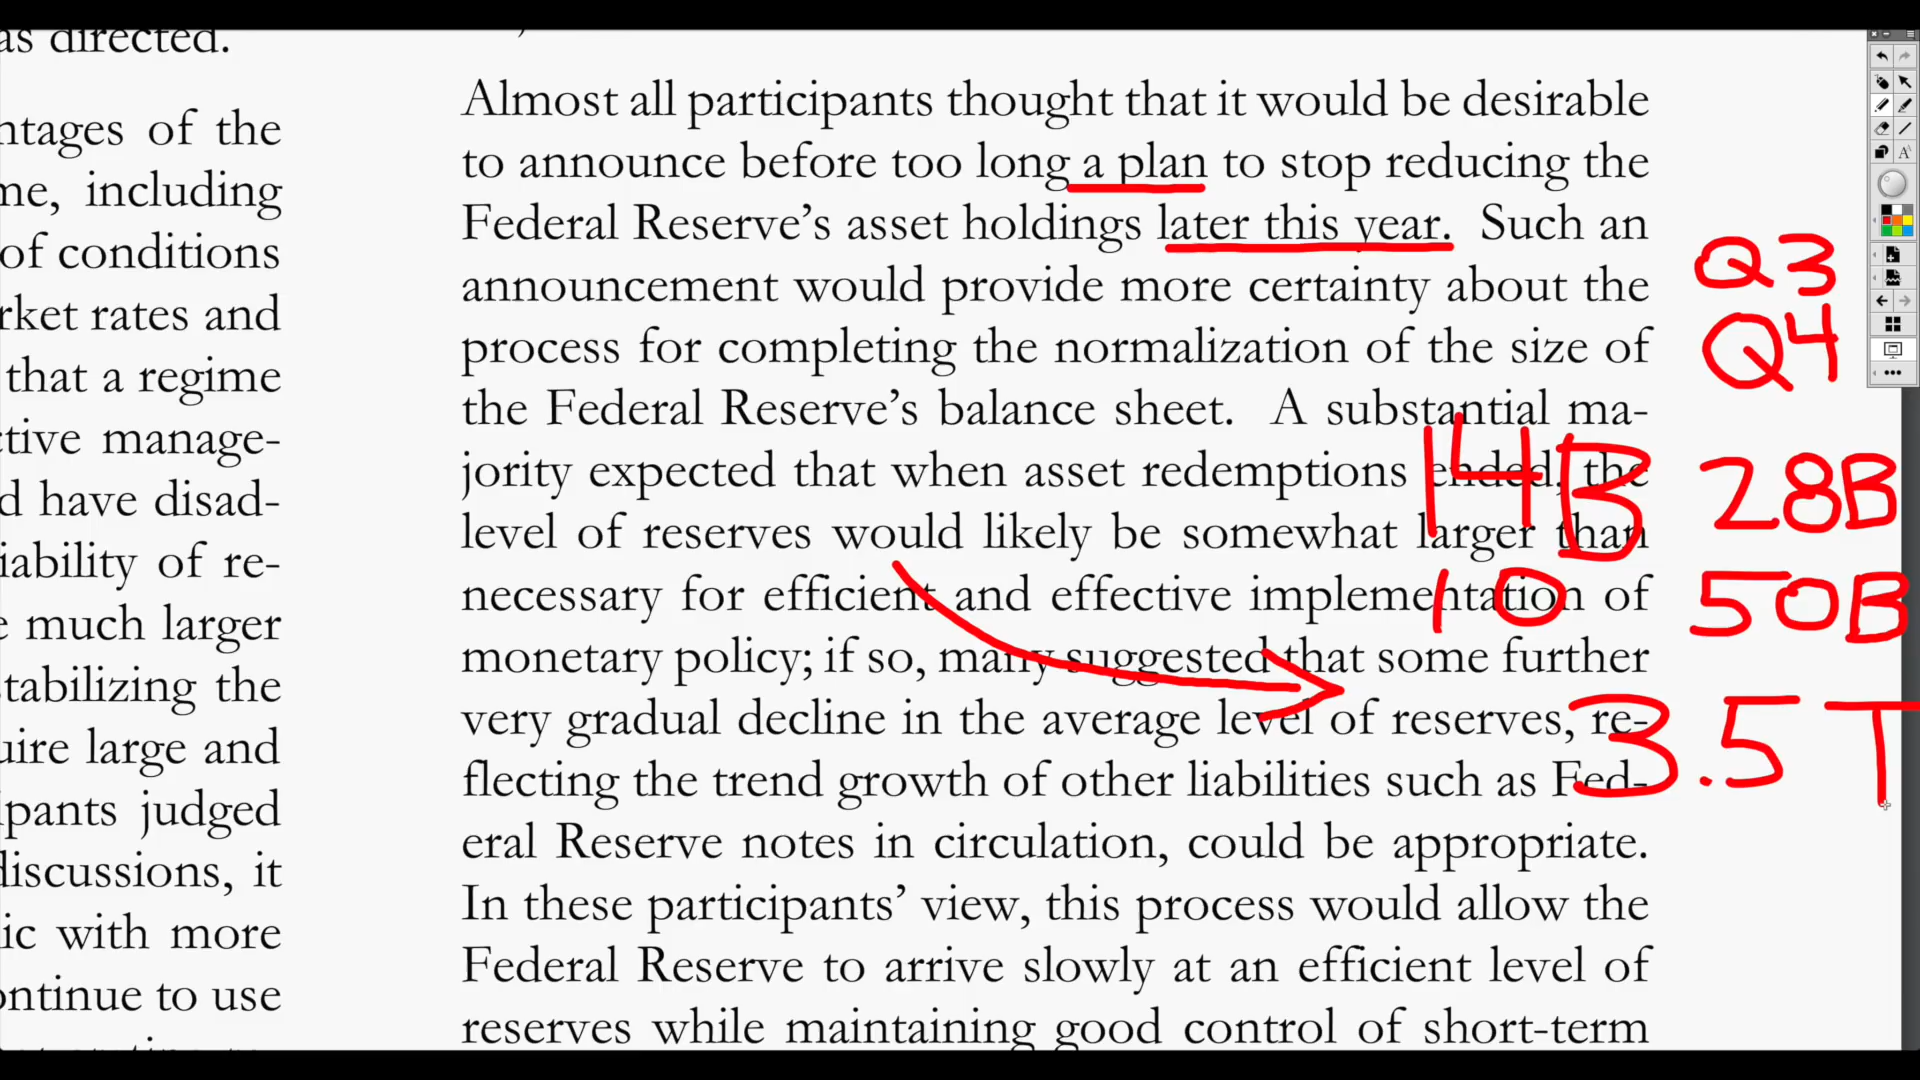 as directed.
ntages of the
me, including
of conditions
rket rates and
that a regime
ctive manage-
d have disad-
iability of re-
e much larger
stabilizing the
uire large and
ipants judged
discussions, it
ic with more
ontinue to use
Almost all participants thought that it would be desirable
to announce before too long a plan to stop reducing the
Federal Reserve’s asset holdings later this year. Such an
announcement would provide more certainty about the
process for completing the normalization of the size of
the Federal Reserve’s balance sheet. A substantial ma-
jority expected that when asset redemptions ended, the
level of reserves would likely be somewhat larger than
necessary for efficient and effective implementation of
monetary policy; if so, many suggested that some further
very gradual decline in the average level of reserves, re-
flecting the trend growth of other liabilities such as Fed-
eral Reserve notes in circulation, could be appropriate.
In these participants’ view, this process would allow the
Federal Reserve to arrive slowly at an efficient level of
reserves while maintaining good control of short-term
Q3
Q4
14B 28B
10 50B
3.5T